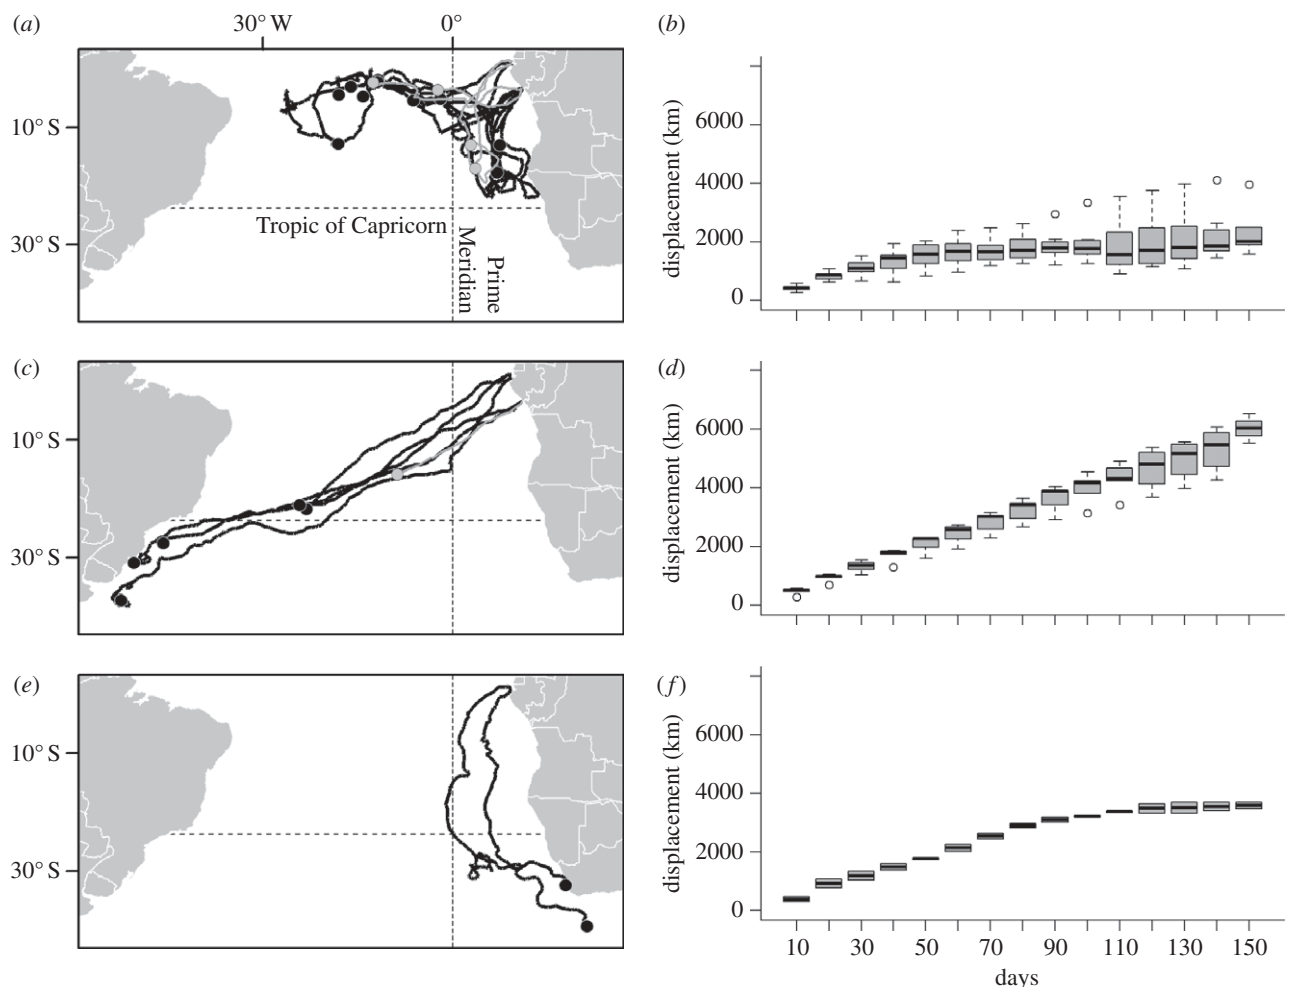 (a)
30° W
0°
(b)
10° S
30° S
Tropic of Capricorn
Prime
Meridian
displacement (km)
6000
4000
2000
0
(c)
10° S
30° S
(d)
displacement (km)
6000
4000
2000
0
(e)
10° S
30° S
(f)
displacement (km)
6000
4000
2000
0
10 30 50 70 90 110 130 150
days